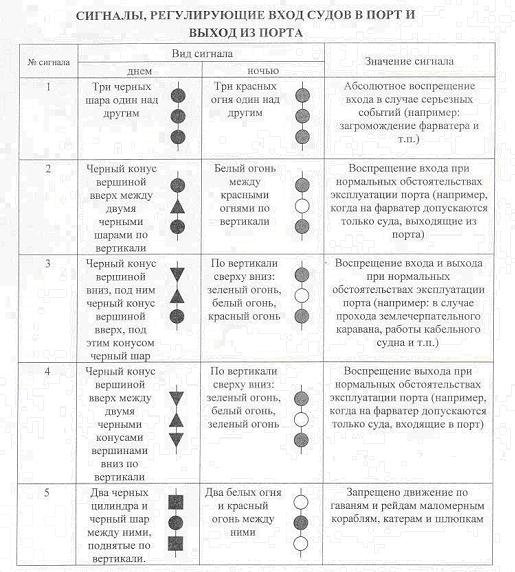 СИГНАЛЫ, РЕГУЛИРУЮЩИЕ ВХОД СУДОВ В ПОРТ И
ВЫХОД ИЗ ПОРТА
№ сигнала
Вид сигнала
Значение сигнала
днем
ночью
1
Три черных
шара один над
другим
Три красных
огня один над
другим
Абсолютное воспрещение
входа в случае серьезных
событий (например:
загромождение фарватера и
т.п.)
2
Черный конус
вершиной
вверх между
двумя
черными
шарами по
вертикали
Белый огонь
между
красными
огнями по
вертикали
Воспрещение входа при
нормальных обстоятельствах
эксплуатации порта (например,
когда на фарватер допускаются
только суда, выходящие из
порта)
3
Черный конус
вершиной
вниз, под ним
черный конус
вершиной
вверх, под
этим конусом
черный шар
По вертикали
сверху вниз:
зеленый огонь,
белый огонь,
красный огонь
Воспрещение входа и выхода
при нормальных
обстоятельствах эксплуатации
порта (например: в случае
прохода землечерпательного
каравана, работы кабельного
судна и т.п.)
4
Черный конус
вершиной
вверх между
двумя
черными
конусами
вершинами
вниз по
вертикали
По вертикали
сверху вниз:
зеленый огонь,
белый огонь,
зеленый огонь
Воспрещение выхода при
нормальных обстоятельствах
эксплуатации порта (например,
когда на фарватер допускаются
только суда, входящие в порт)
5
Два черных
цилиндра и
черный шар
между ними,
поднятые по
вертикали.
Два белых огня
и красный
огонь между
ними
Запрещено движение по
гаваням и рейдам маломерным
кораблям, катерам и шлюпкам